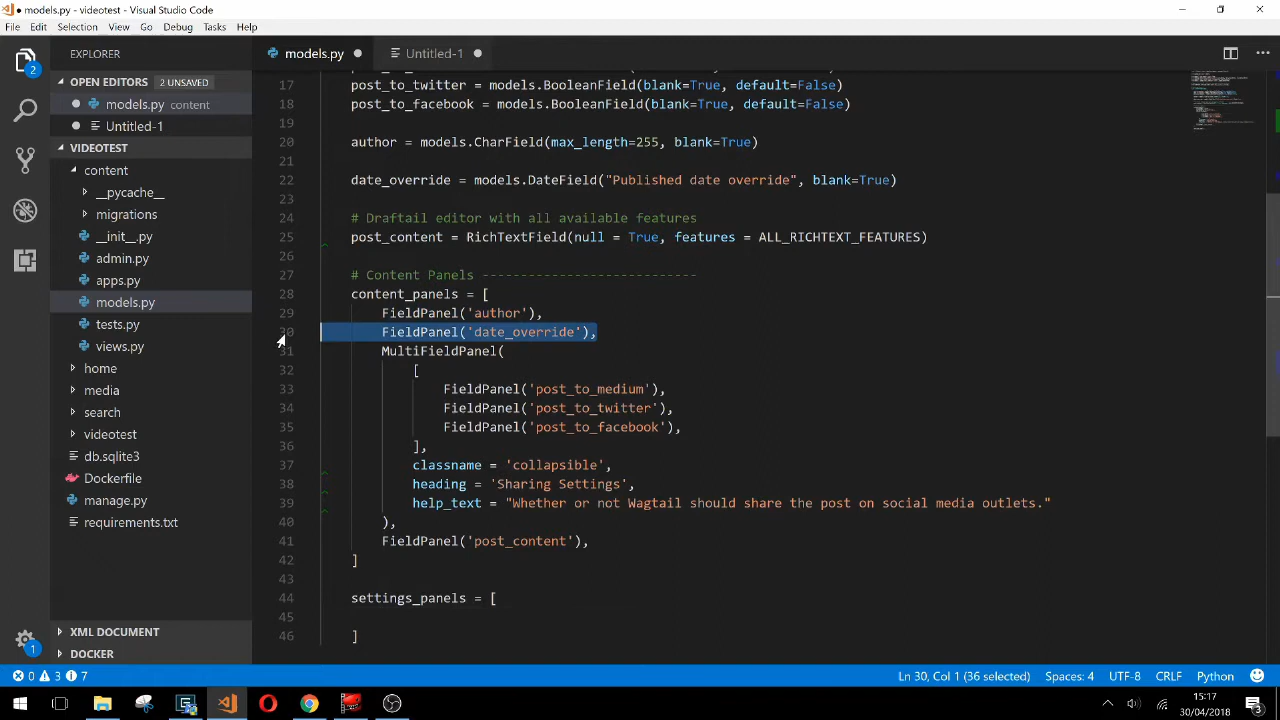 models.py - videotest - Visual Studio Code
File Edit Selection View Go Debug Tasks Help
EXPLORER
OPEN EDITORS 2 UNSAVED
models.py content
Untitled-1
VIDEOTEST
content
__pycache__
migrations
__init__.py
admin.py
apps.py
models.py
tests.py
views.py
home
media
search
videotest
db.sqlite3
Dockerfile
manage.py
requirements.txt
XML DOCUMENT
DOCKER
2
1
models.py
Untitled-1
17 post_to_twitter = models.BooleanField(blank=True, default=False)
18 post_to_facebook = models.BooleanField(blank=True, default=False)
19
20 author = models.CharField(max_length=255, blank=True)
21
22 date_override = models.DateField("Published date override", blank=True)
23
24 # Draftail editor with all available features
25 post_content = RichTextField(null = True, features = ALL_RICHTEXT_FEATURES)
26
27 # Content Panels ----------------------------
28 content_panels = [
29 FieldPanel('author'),
30 FieldPanel('date_override'),
31 MultiFieldPanel(
32 [
33 FieldPanel('post_to_medium'),
34 FieldPanel('post_to_twitter'),
35 FieldPanel('post_to_facebook'),
36 ],
37 classname = 'collapsible',
38 heading = 'Sharing Settings',
39 help_text = "Whether or not Wagtail should share the post on social media outlets."
40 ),
41 FieldPanel('post_content'),
42 ]
43
44 settings_panels = [
45
46 ]
0 3 7 Ln 30, Col 1 (36 selected) Spaces: 4 UTF-8 CRLF Python
15:17
30/04/2018
3